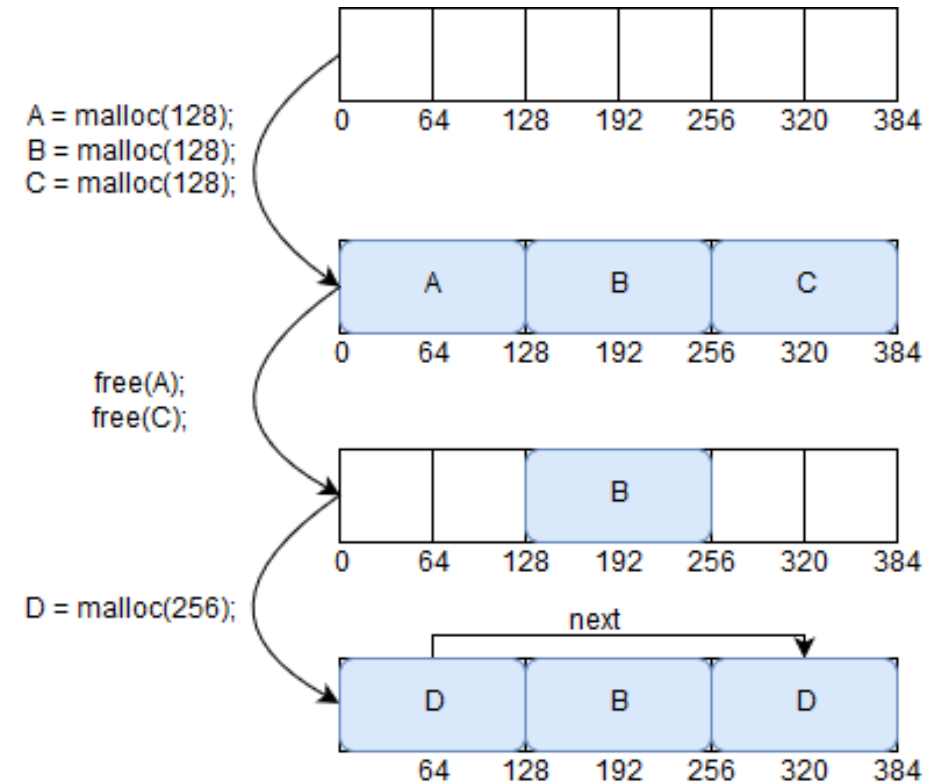 A = malloc(128);
B = malloc(128);
C = malloc(128);
0 64 128 192 256 320 384
A B C
0 64 128 192 256 320 384
free(A);
free(C);
B
0 64 128 192 256 320 384
D = malloc(256);
next
D B D
64 128 192 256 320 384